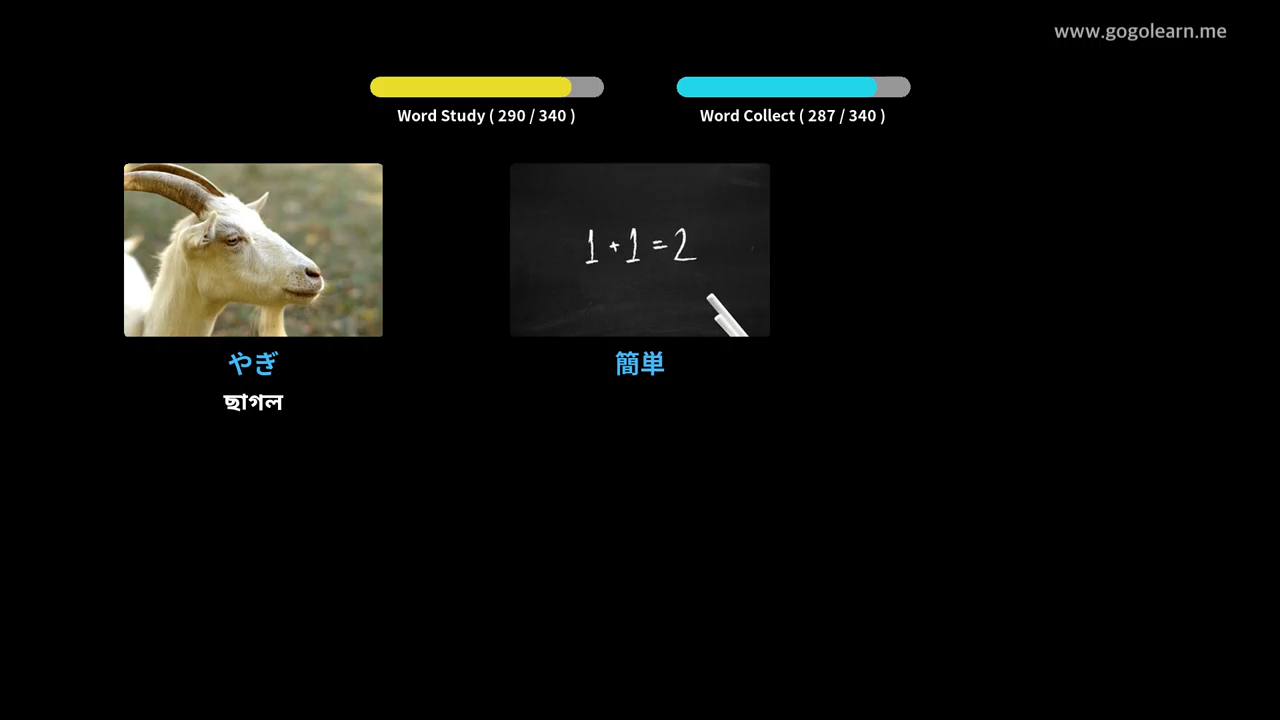 www.gogolearn.me
Word Study ( 290 / 340 )
Word Collect ( 287 / 340 )
1 + 1 = 2
やぎ
簡単
ছাগল